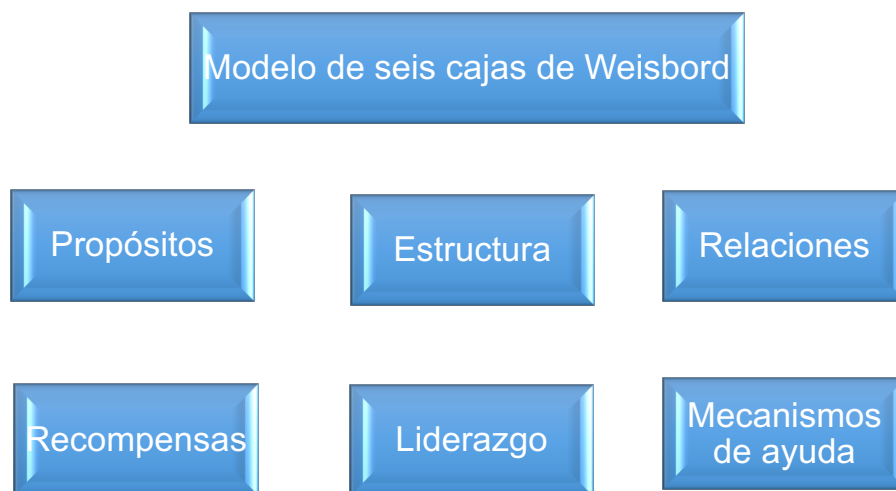 Modelo de seis cajas de Weisbord
Propósitos
Estructura
Relaciones
Recompensas
Liderazgo
Mecanismos
de ayuda